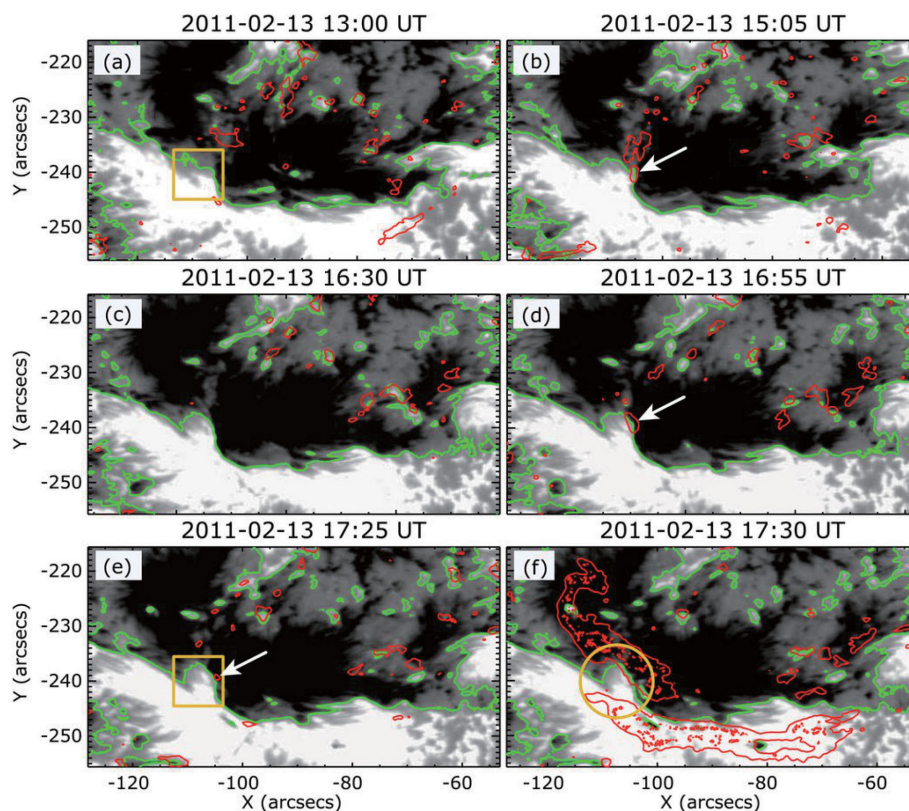 2011-02-13 13:00 UT 2011-02-13 15:05 UT
(a) (b)
Y (arcsecs)
-220
-230
-240
-250
2011-02-13 16:30 UT 2011-02-13 16:55 UT
(c) (d)
Y (arcsecs)
-220
-230
-240
-250
2011-02-13 17:25 UT 2011-02-13 17:30 UT
(e) (f)
Y (arcsecs)
-220
-230
-240
-250
-120 -100 -80 -60 -120 -100 -80 -60
X (arcsecs) X (arcsecs)